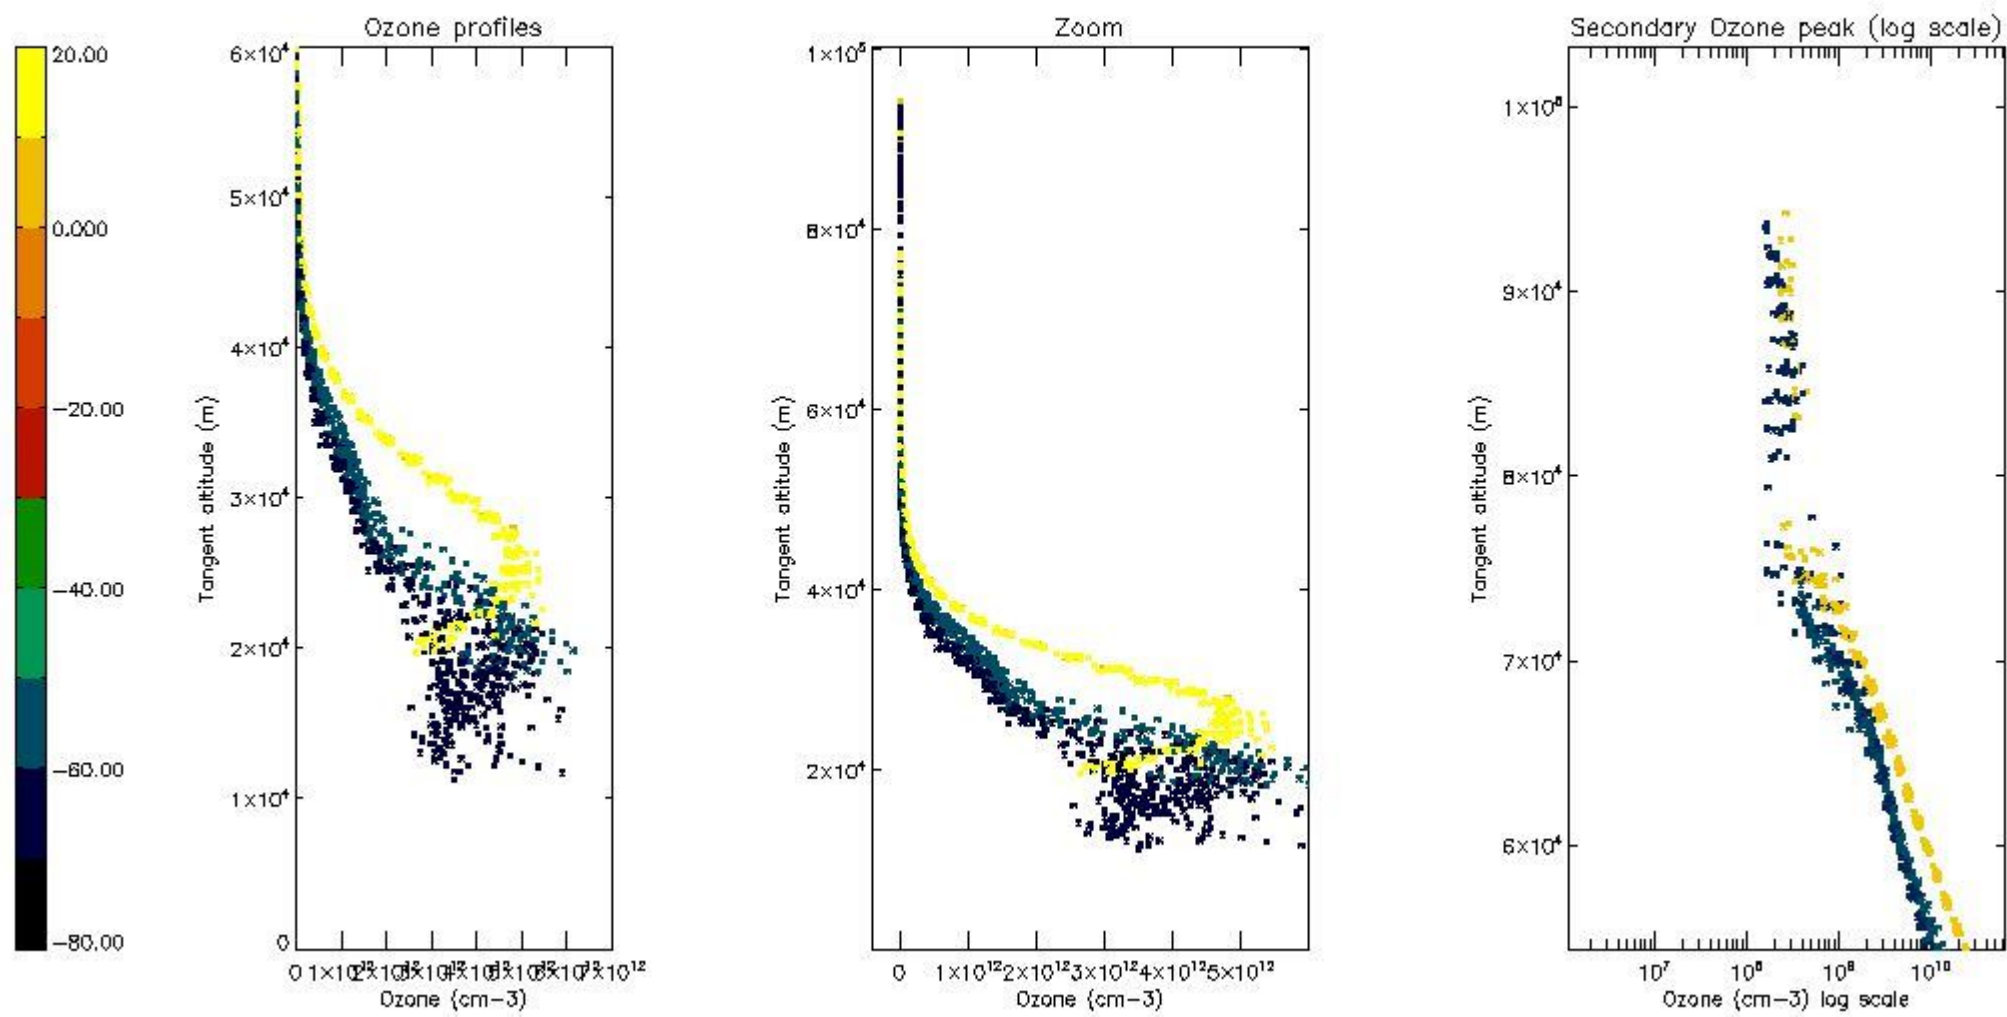 Ozone profiles
Zoom
Secondary Ozone peak (log scale)
20.00
0.000
−20.00
−40.00
−60.00
−80.00
6×10⁴
5×10⁴
4×10⁴
3×10⁴
2×10⁴
1×10⁴
0
Tangent altitude (m)
0
7×10¹²
Ozone (cm−3)
1×10⁵
8×10⁴
6×10⁴
4×10⁴
2×10⁴
Tangent altitude (m)
0 1×10¹² 2×10¹² 3×10¹² 4×10¹² 5×10¹²
Ozone (cm−3)
9×10⁴
8×10⁴
7×10⁴
6×10⁴
Tangent altitude (m)
10⁷ 10⁸ 10⁹ 10¹⁰
Ozone (cm−3) log scale